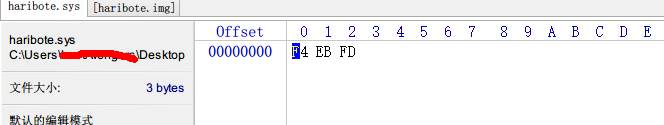 haribote.sys [haribote.img]
haribote.sys
C:\Users\ \Desktop
文件大小: 3 bytes
默认的编辑模式
Offset 0 1 2 3 4 5 6 7 8 9 A B C D E
00000000 F4 EB FD